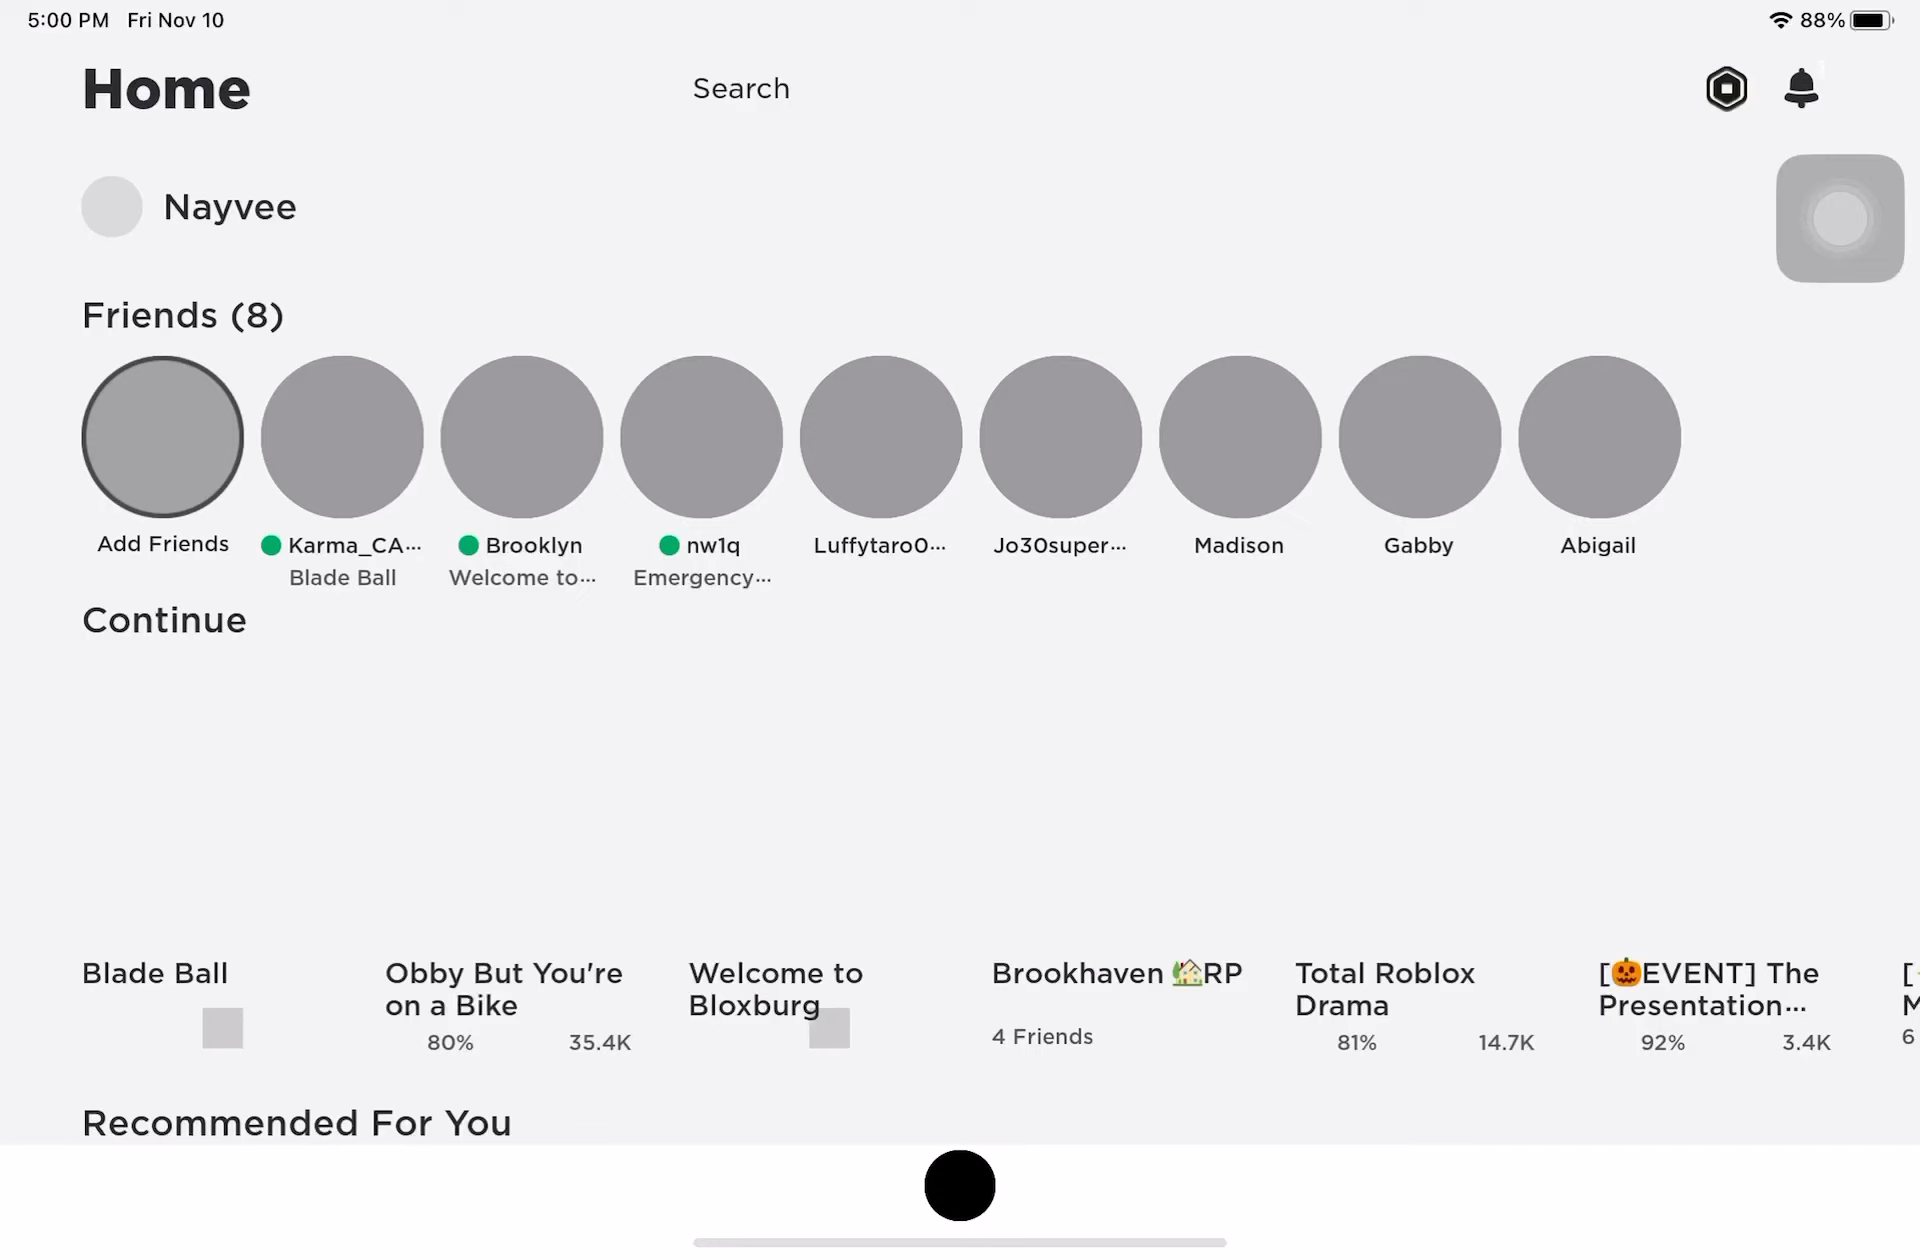 5:00 PM Fri Nov 10
88%
Home
Search
Nayvee
Friends (8)
Add Friends
Karma_CA...
Blade Ball
Brooklyn
Welcome to...
nw1q
Emergency...
Luffytaro0...
Jo30super...
Madison
Gabby
Abigail
Continue
Blade Ball
Obby But You're
on a Bike
80% 35.4K
Welcome to
Bloxburg
Brookhaven 🏡RP
4 Friends
Total Roblox
Drama
81% 14.7K
[🎃EVENT] The
Presentation...
92% 3.4K
[
M
6
Recommended For You